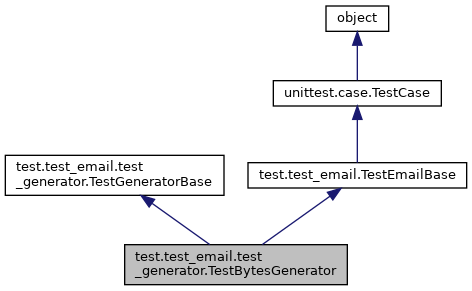 object
unittest.case.TestCase
test.test_email.test
_generator.TestGeneratorBase
test.test_email.TestEmailBase
test.test_email.test
_generator.TestBytesGenerator